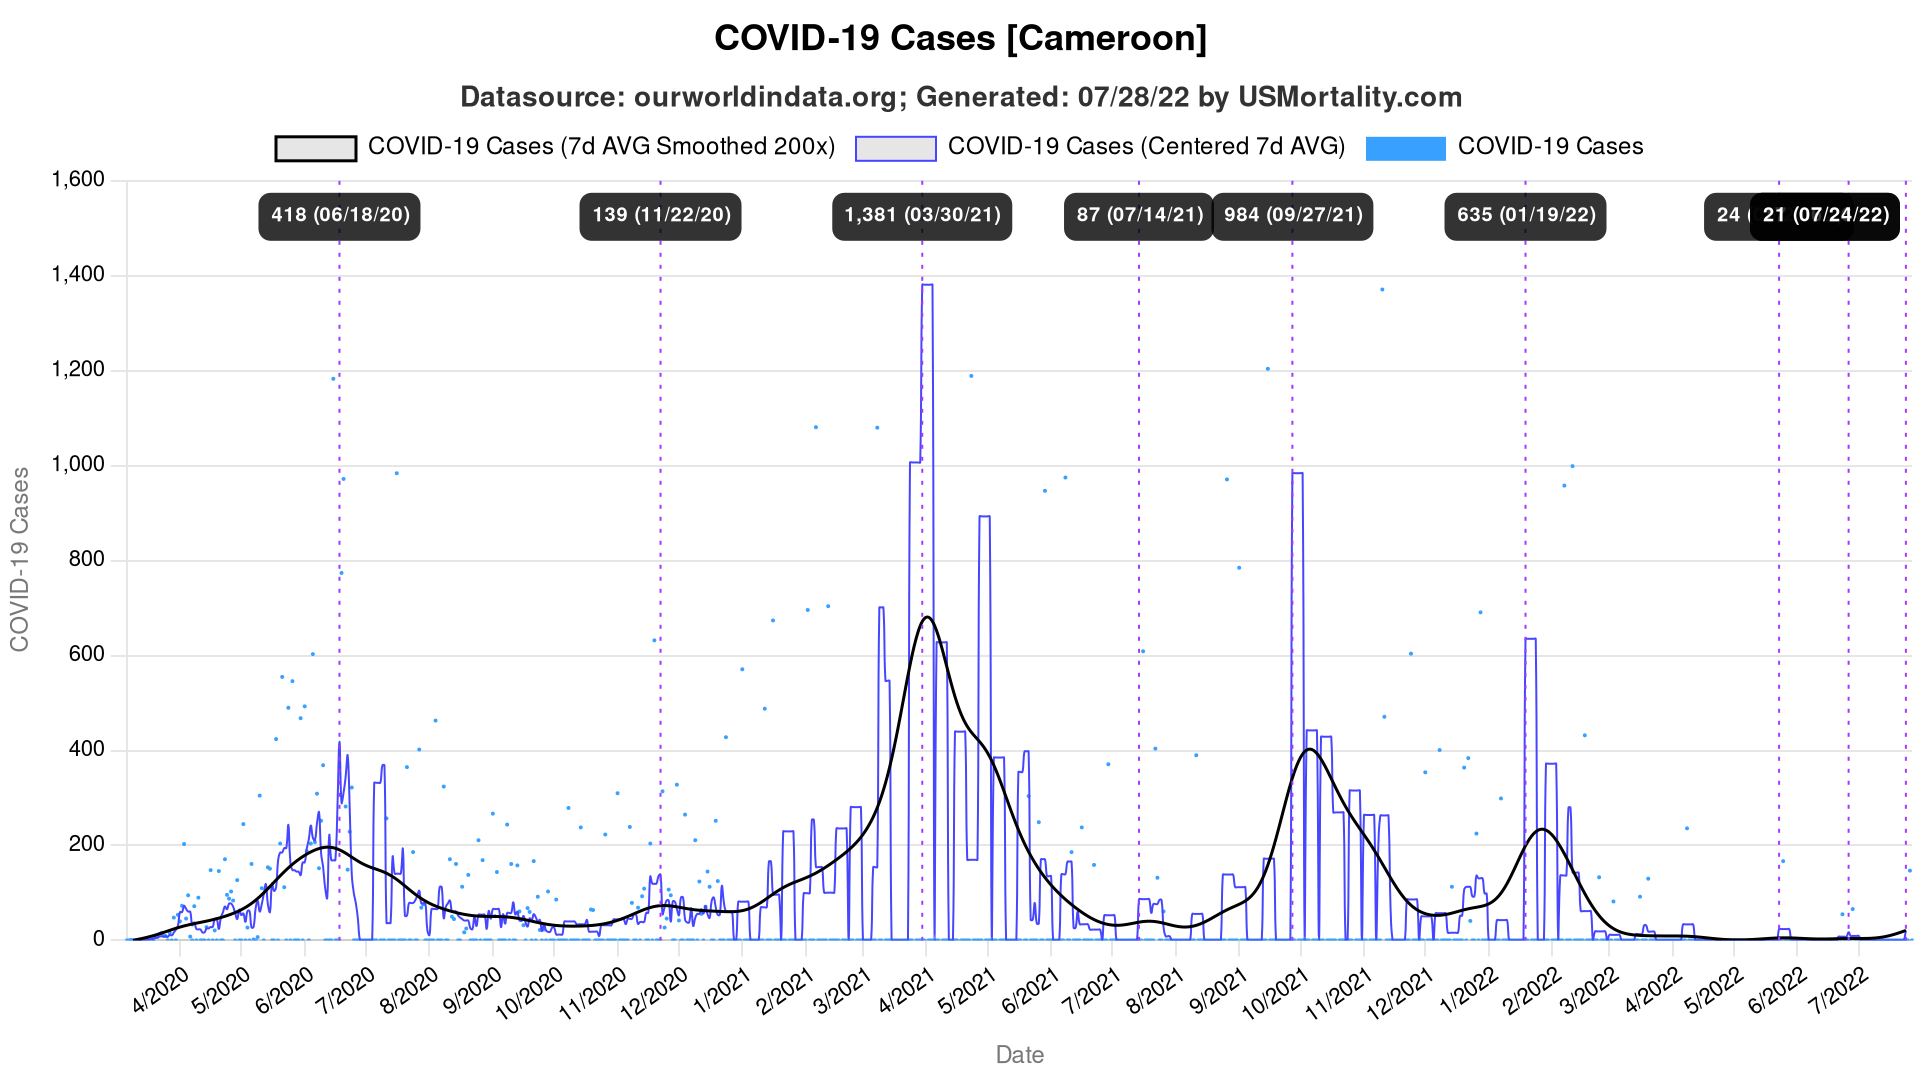 COVID-19 Cases [Cameroon]
Datasource: ourworldindata.org; Generated: 07/28/22 by USMortality.com
COVID-19 Cases (7d AVG Smoothed 200x) COVID-19 Cases (Centered 7d AVG) COVID-19 Cases
1,600
418 (06/18/20) 139 (11/22/20) 1,381 (03/30/21) 87 (07/14/21) 984 (09/27/21) 635 (01/19/22) 24 ( 21 (07/24/22)
1,400
1,200
1,000
800
600
400
200
0
COVID-19 Cases
4/2020 5/2020 6/2020 7/2020 8/2020 9/2020 10/2020 11/2020 12/2020 1/2021 2/2021 3/2021 4/2021 5/2021 6/2021 7/2021 8/2021 9/2021 10/2021 11/2021 12/2021 1/2022 2/2022 3/2022 4/2022 5/2022 6/2022 7/2022
Date